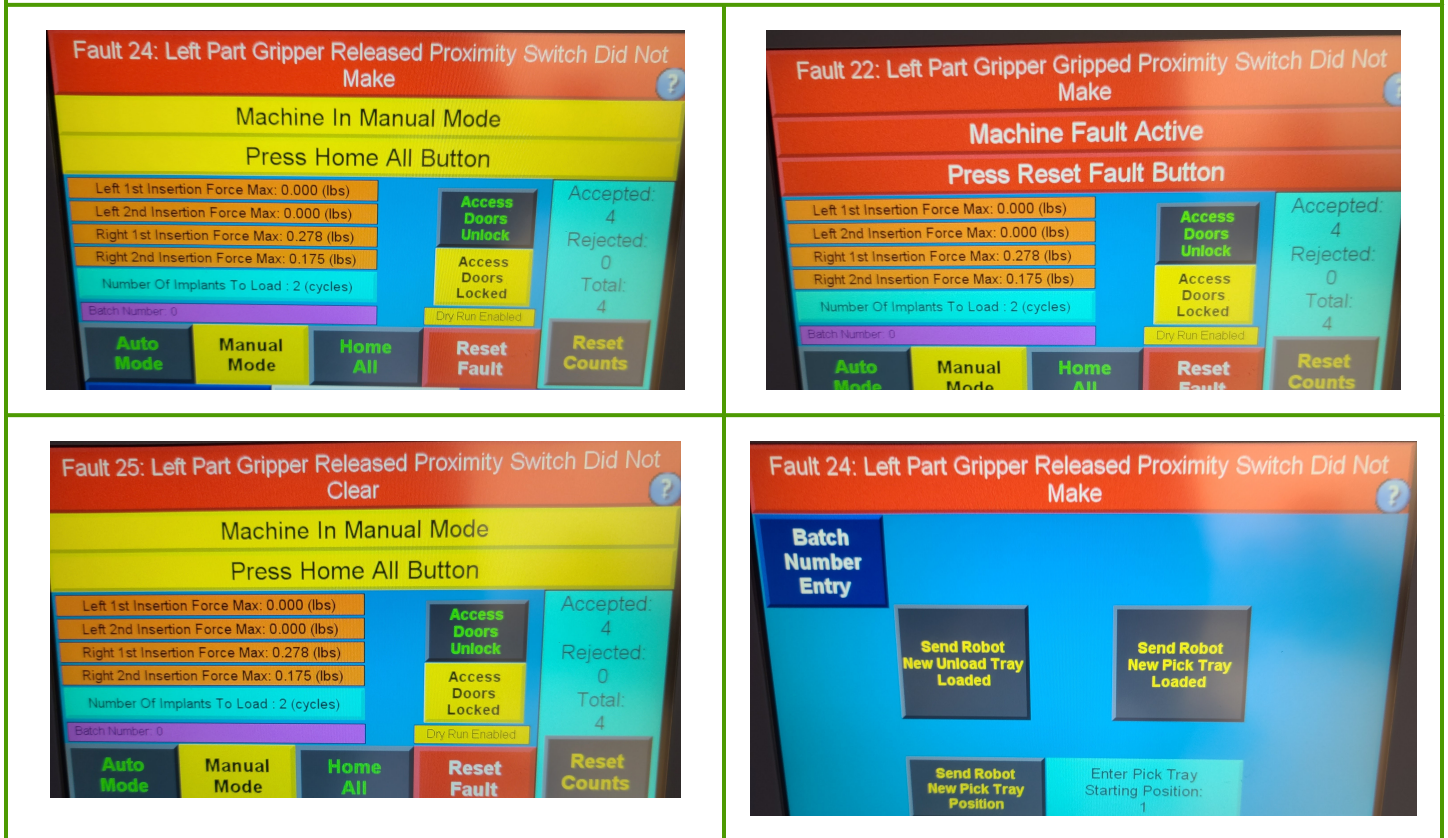 Fault 24: Left Part Gripper Released Proximity Switch Did Not
Make
?
Machine In Manual Mode
Press Home All Button
Left 1st Insertion Force Max: 0.000 (lbs)
Left 2nd Insertion Force Max: 0.000 (lbs)
Right 1st Insertion Force Max: 0.278 (lbs)
Right 2nd Insertion Force Max: 0.175 (lbs)
Number Of Implants To Load : 2 (cycles)
Batch Number: 0
Access
Doors
Unlock
Access
Doors
Locked
Dry Run Enabled
Accepted:
4
Rejected:
0
Total:
4
Auto
Mode
Manual
Mode
Home
All
Reset
Fault
Reset
Counts
Fault 22: Left Part Gripper Gripped Proximity Switch Did Not
Make
?
Machine Fault Active
Press Reset Fault Button
Left 1st Insertion Force Max: 0.000 (lbs)
Left 2nd Insertion Force Max: 0.000 (lbs)
Right 1st Insertion Force Max: 0.278 (lbs)
Right 2nd Insertion Force Max: 0.175 (lbs)
Number Of Implants To Load : 2 (cycles)
Batch Number: 0
Access
Doors
Unlock
Access
Doors
Locked
Dry Run Enabled
Accepted:
4
Rejected:
0
Total:
4
Auto
Mode
Manual
Mode
Home
All
Reset
Fault
Reset
Counts
Fault 25: Left Part Gripper Released Proximity Switch Did Not
Clear
?
Machine In Manual Mode
Press Home All Button
Left 1st Insertion Force Max: 0.000 (lbs)
Left 2nd Insertion Force Max: 0.000 (lbs)
Right 1st Insertion Force Max: 0.278 (lbs)
Right 2nd Insertion Force Max: 0.175 (lbs)
Number Of Implants To Load : 2 (cycles)
Batch Number: 0
Access
Doors
Unlock
Access
Doors
Locked
Dry Run Enabled
Accepted:
4
Rejected:
0
Total:
4
Auto
Mode
Manual
Mode
Home
All
Reset
Fault
Reset
Counts
Fault 24: Left Part Gripper Released Proximity Switch Did Not
Make
?
Batch
Number
Entry
Send Robot
New Unload Tray
Loaded
Send Robot
New Pick Tray
Loaded
Send Robot
New Pick Tray
Position
Enter Pick Tray
Starting Position:
1